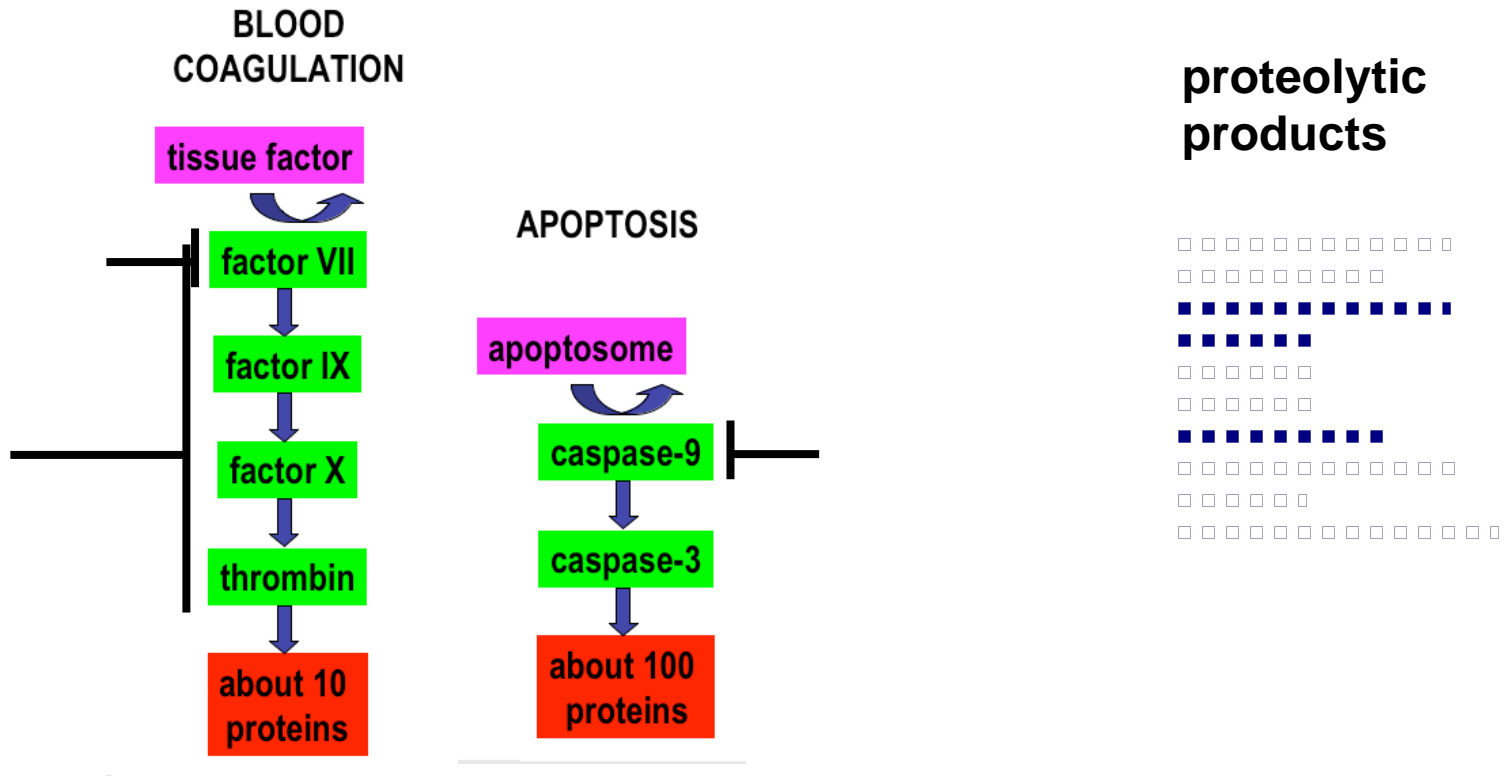 BLOOD
COAGULATION
tissue factor
factor VII
factor IX
factor X
thrombin
about 10
proteins
APOPTOSIS
apoptosome
caspase-9
caspase-3
about 100
proteins
proteolytic
products